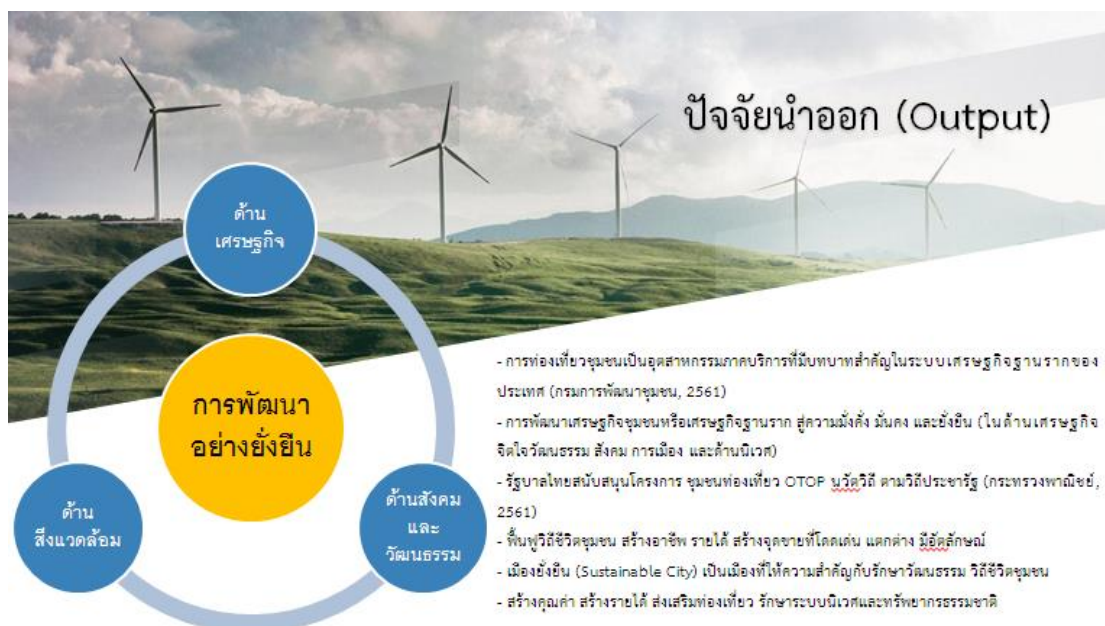 ปัจจัยนำออก (Output)
ด้าน
เศรษฐกิจ
การพัฒนา
อย่างยั่งยืน
ด้าน
สิ่งแวดล้อม
ด้านสังคม
และ
วัฒนธรรม
- การท่องเที่ยวชุมชนเป็นอุตสาหกรรมภาคบริการที่มีบทบาทสำคัญในระบบเศรษฐกิจฐานรากของ
ประเทศ (กรมการพัฒนาชุมชน, 2561)
- การพัฒนาเศรษฐกิจชุมชนหรือเศรษฐกิจฐานราก สู่ความมั่งคั่ง มั่นคง และยั่งยืน (ในด้านเศรษฐกิจ
จิตใจวัฒนธรรม สังคม การเมือง และด้านนิเวศ)
- รัฐบาลไทยสนับสนุนโครงการ ชุมชนท่องเที่ยว OTOP นวัตวิถี ตามวิถีประชารัฐ (กระทรวงพาณิชย์,
2561)
- ฟื้นฟูวิถีชีวิตชุมชน สร้างอาชีพ รายได้ สร้างจุดขายที่โดดเด่น แตกต่าง มีอัตลักษณ์
- เมืองยั่งยืน (Sustainable City) เป็นเมืองที่ให้ความสำคัญกับรักษาวัฒนธรรม วิถีชีวิตชุมชน
- สร้างคุณค่า สร้างรายได้ ส่งเสริมท่องเที่ยว รักษาระบบนิเวศและทรัพยากรธรรมชาติ